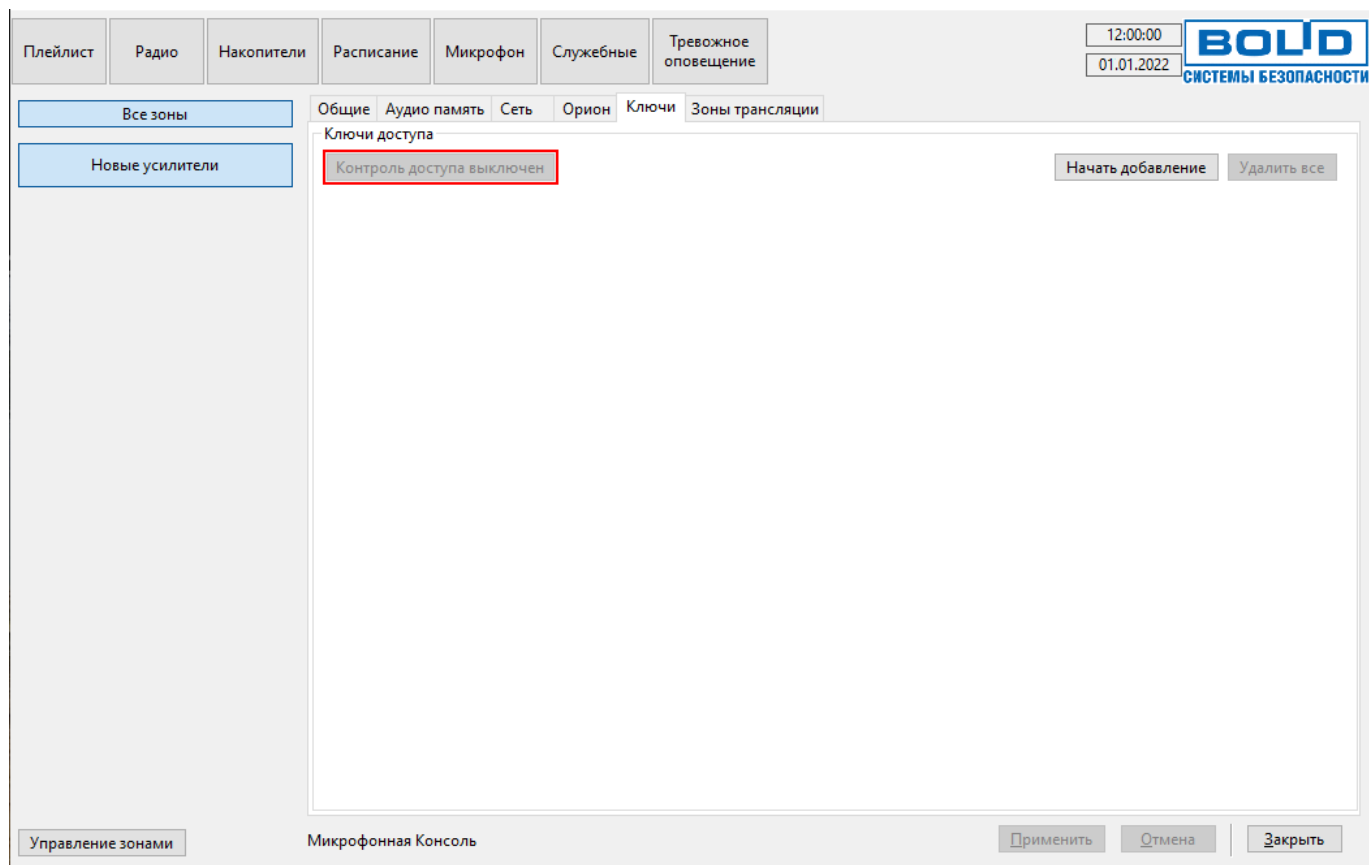 Плейлист
Радио
Накопители
Расписание
Микрофон
Служебные
Тревожное
оповещение
12:00:00
01.01.2022
BOLID
СИСТЕМЫ БЕЗОПАСНОСТИ
Все зоны
Новые усилители
Общие Аудио память Сеть Орион Ключи Зоны трансляции
Ключи доступа
Контроль доступа выключен
Начать добавление
Удалить все
Управление зонами
Микрофонная Консоль
Применить
Отмена
Закрыть